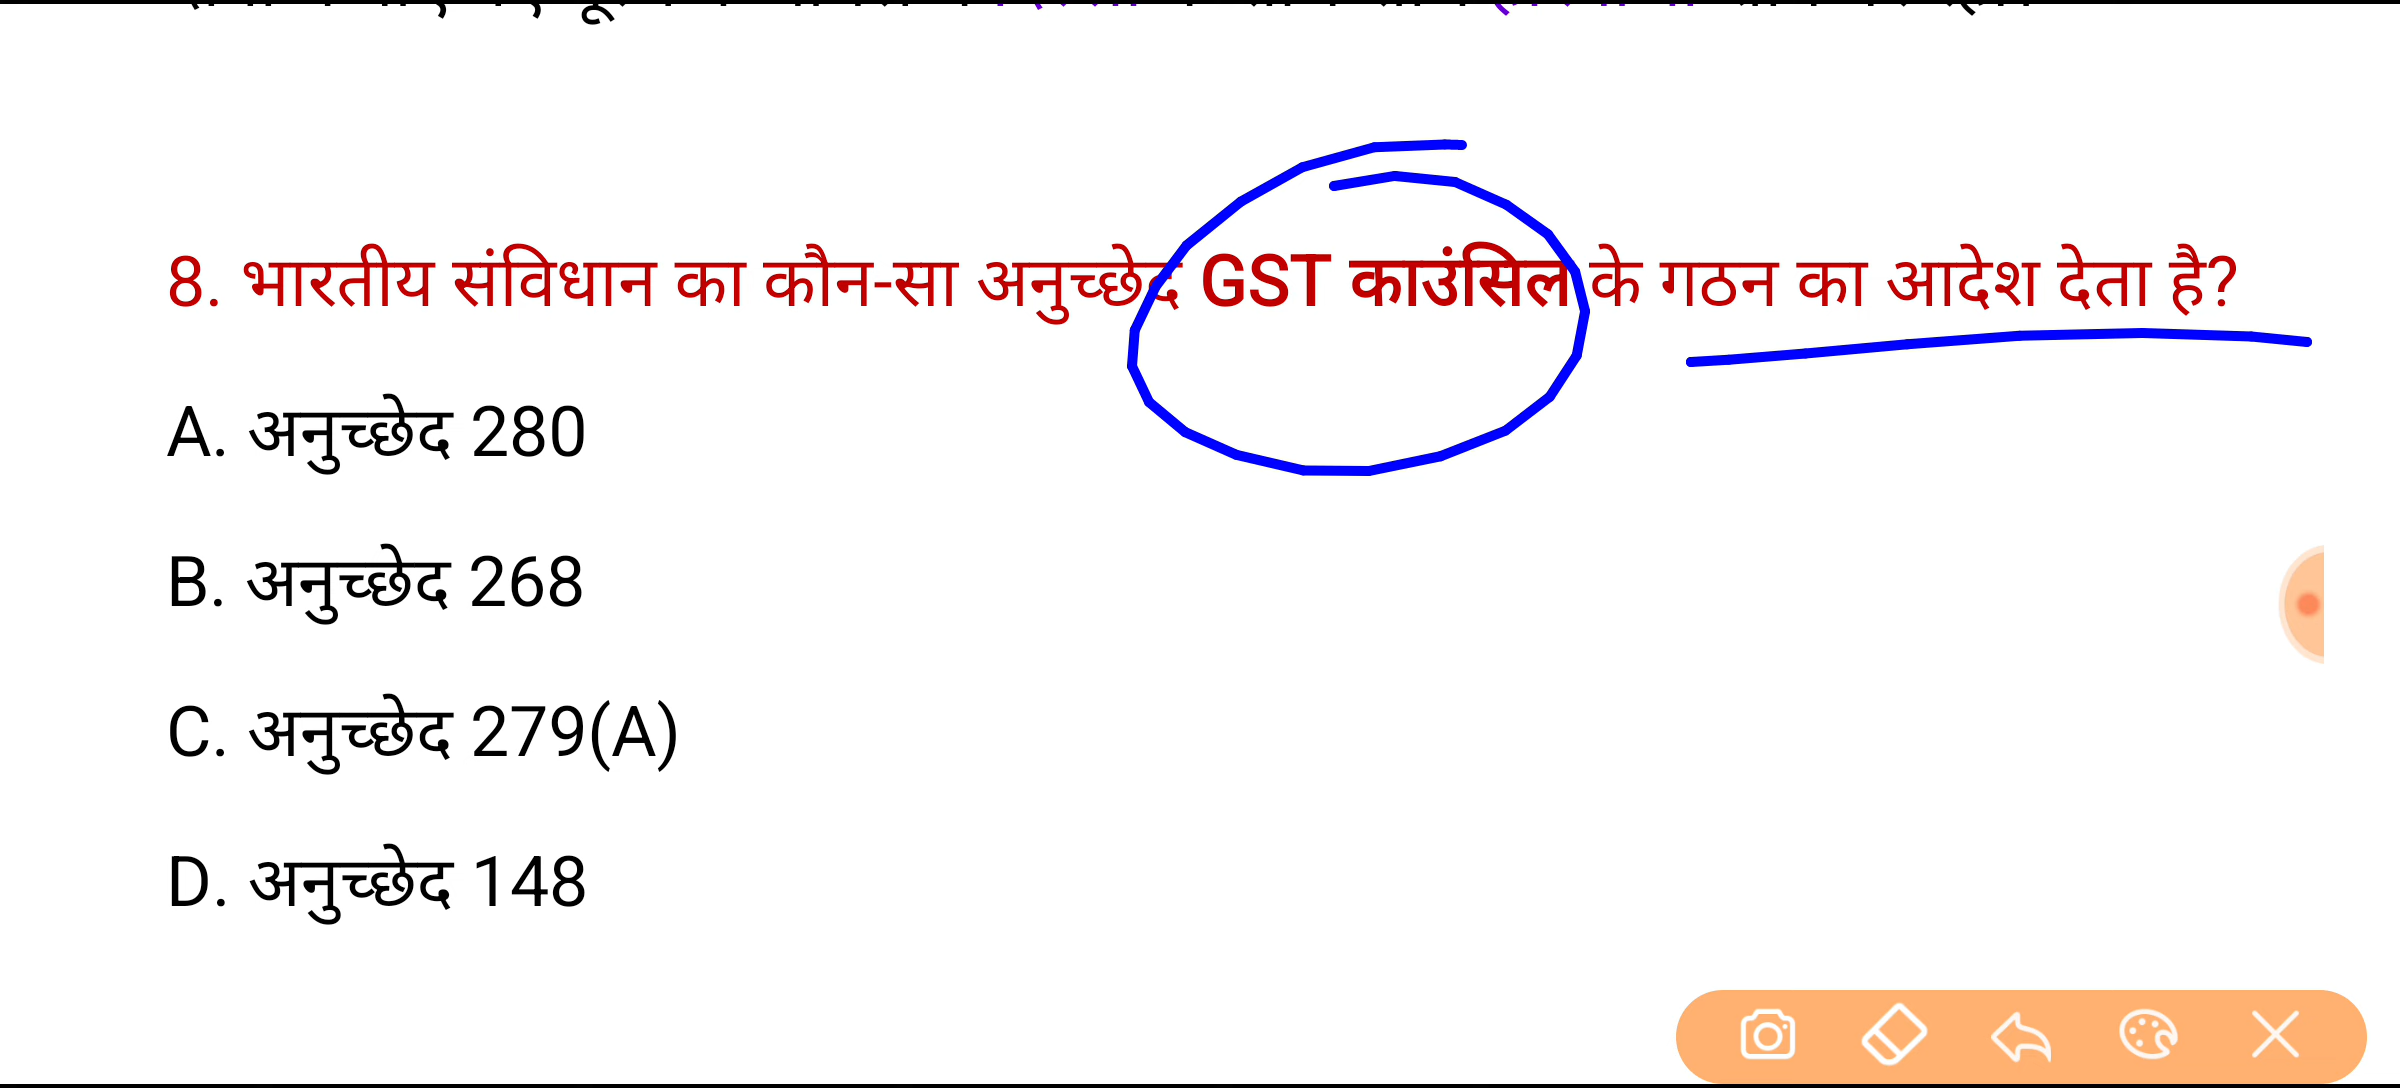 8. भारतीय संविधान का कौन-सा अनुच्छेद GST काउंसिल के गठन का आदेश देता है?
A. अनुच्छेद 280
B. अनुच्छेद 268
C. अनुच्छेद 279(A)
D. अनुच्छेद 148